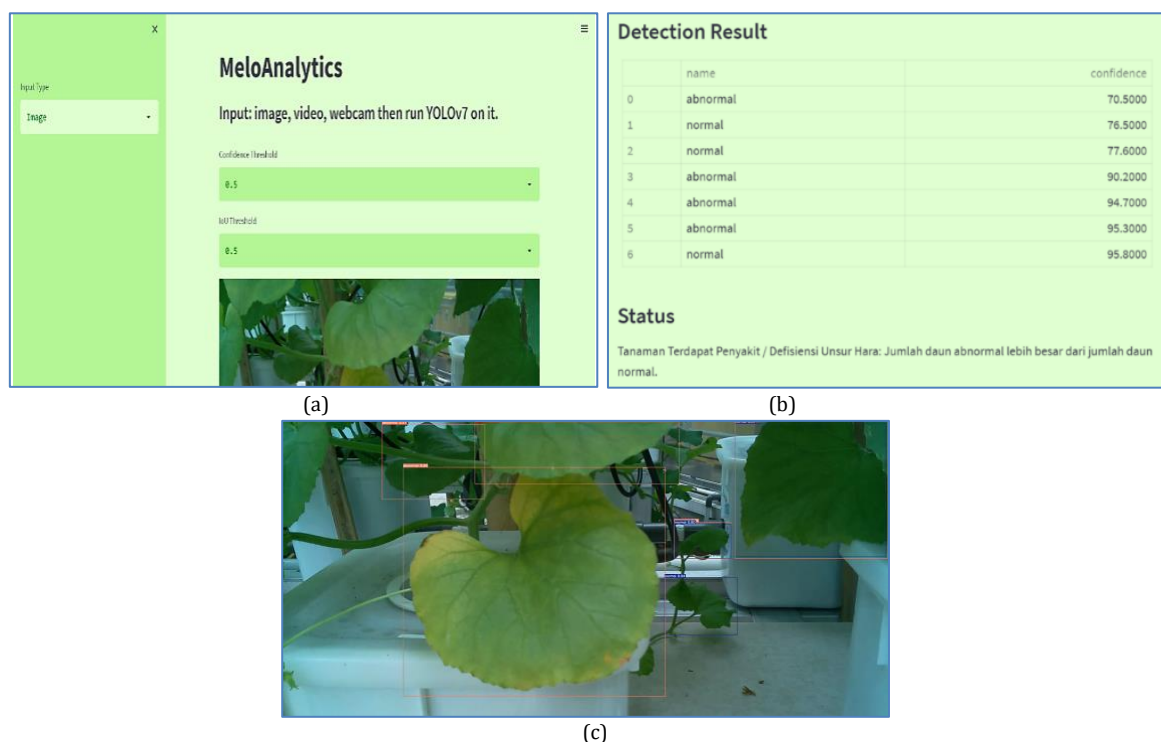 X
MeloAnalytics
Input Type
Image
Input: image, video, webcam then run YOLOv7 on it.
Confidence Threshold
0.5
IoU Threshold
0.5
(a)
Detection Result
name confidence
0 abnormal 70.5000
1 normal 76.5000
2 normal 77.6000
3 abnormal 90.2000
4 abnormal 94.7000
5 abnormal 95.3000
6 normal 95.8000
Status
Tanaman Terdapat Penyakit / Defisiensi Unsur Hara: Jumlah daun abnormal lebih besar dari jumlah daun
normal.
(b)
(c)